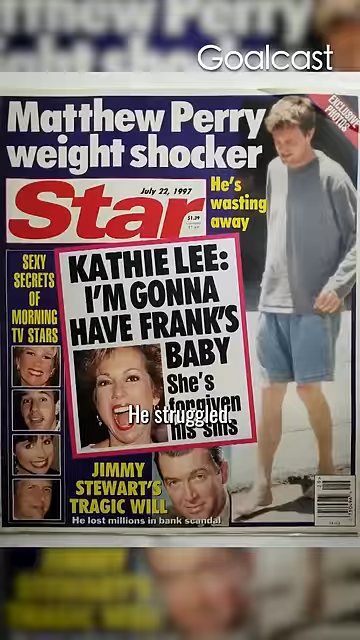 Goalcast
Matthew Perry
weight shocker
EXCLUSIVE
PHOTOS
July 22, 1997
Star
$1.39
He's
wasting
away
SEXY
SECRETS
OF
MORNING
TV STARS
KATHIE LEE:
I'M GONNA
HAVE FRANK'S
BABY
She's
forgiven
his sins
He struggled
JIMMY
STEWART'S
TRAGIC WILL
He lost millions in bank scandal